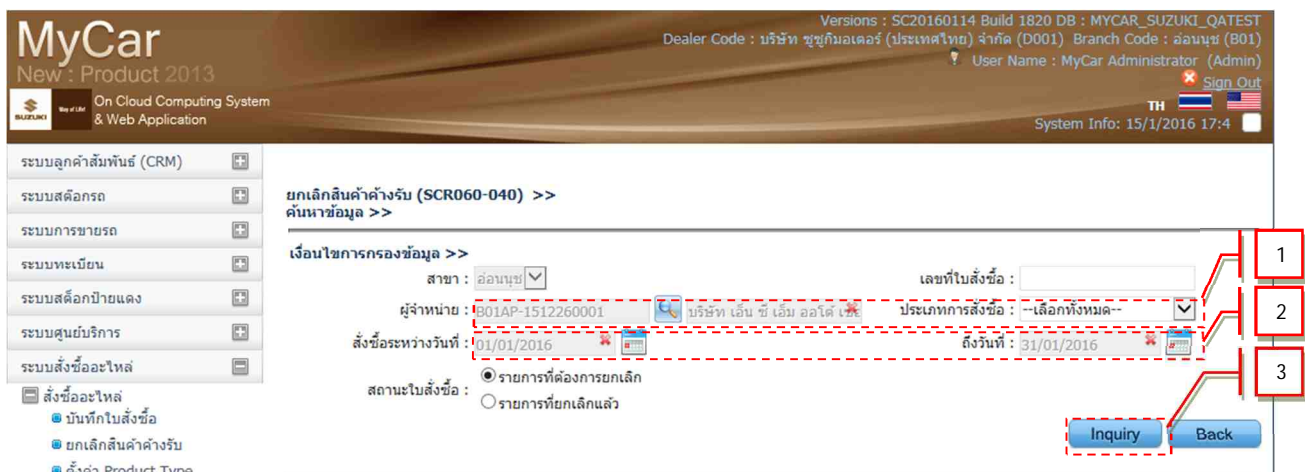 MyCar
New : Product 2013
SUZUKI
Way of Life!
On Cloud Computing System
& Web Application
Versions : SC20160114 Build 1820 DB : MYCAR_SUZUKI_QATEST
Dealer Code : บริษัท ซูซูกิมอเตอร์ (ประเทศไทย) จำกัด (D001) Branch Code : อ่อนนุช (B01)
User Name : MyCar Administrator (Admin)
Sign Out
TH
System Info: 15/1/2016 17:4
ระบบลูกค้าสัมพันธ์ (CRM)
ระบบสต๊อกรถ
ระบบการขายรถ
ระบบทะเบียน
ระบบสต็อกป้ายแดง
ระบบศูนย์บริการ
ระบบสั่งซื้ออะไหล่
สั่งซื้ออะไหล่
บันทึกใบสั่งซื้อ
ยกเลิกสินค้าค้างรับ
ตั้งค่า Product Type
ยกเลิกสินค้าค้างรับ (SCR060-040) >>
ค้นหาข้อมูล >>
เงื่อนไขการกรองข้อมูล >>
สาขา : อ่อนนุช เลขที่ใบสั่งซื้อ :
ผู้จำหน่าย : B01AP-1512260001 บริษัท เอ็น ซี เอ็ม ออโต้ ประเภทการสั่งซื้อ : --เลือกทั้งหมด--
สั่งซื้อระหว่างวันที่ : 01/01/2016 ถึงวันที่ : 31/01/2016
สถานะใบสั่งซื้อ : รายการที่ต้องการยกเลิก
รายการที่ยกเลิกแล้ว
Inquiry Back
1
2
3